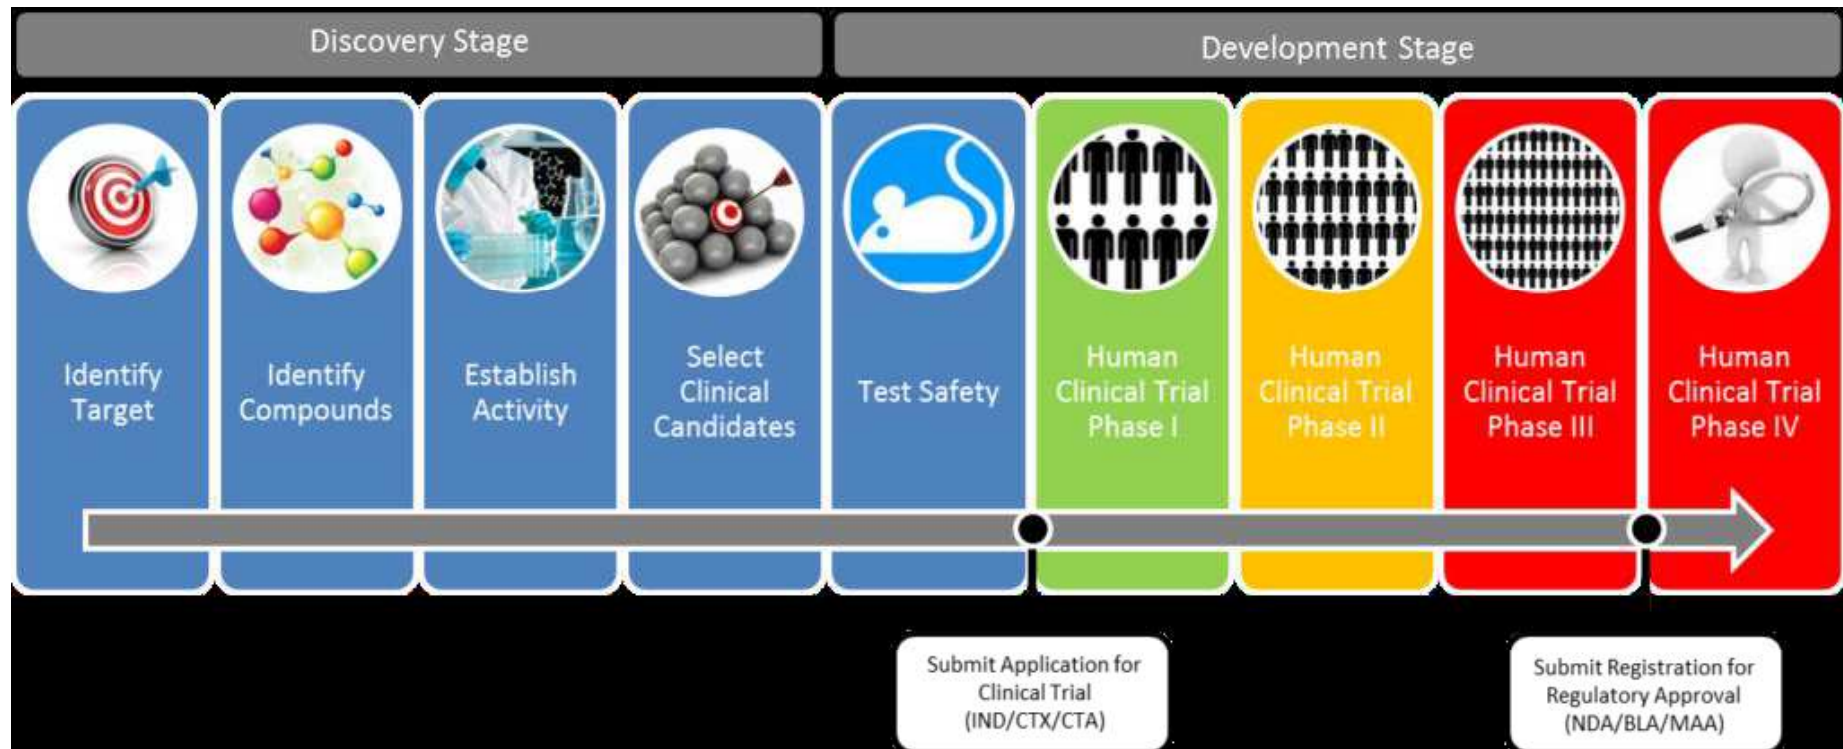 Discovery Stage
Development Stage
Identify
Target
Identify
Compounds
Establish
Activity
Select
Clinical
Candidates
Test Safety
Human
Clinical Trial
Phase I
Human
Clinical Trial
Phase II
Human
Clinical Trial
Phase III
Human
Clinical Trial
Phase IV
Submit Application for
Clinical Trial
(IND/CTX/CTA)
Submit Registration for
Regulatory Approval
(NDA/BLA/MAA)